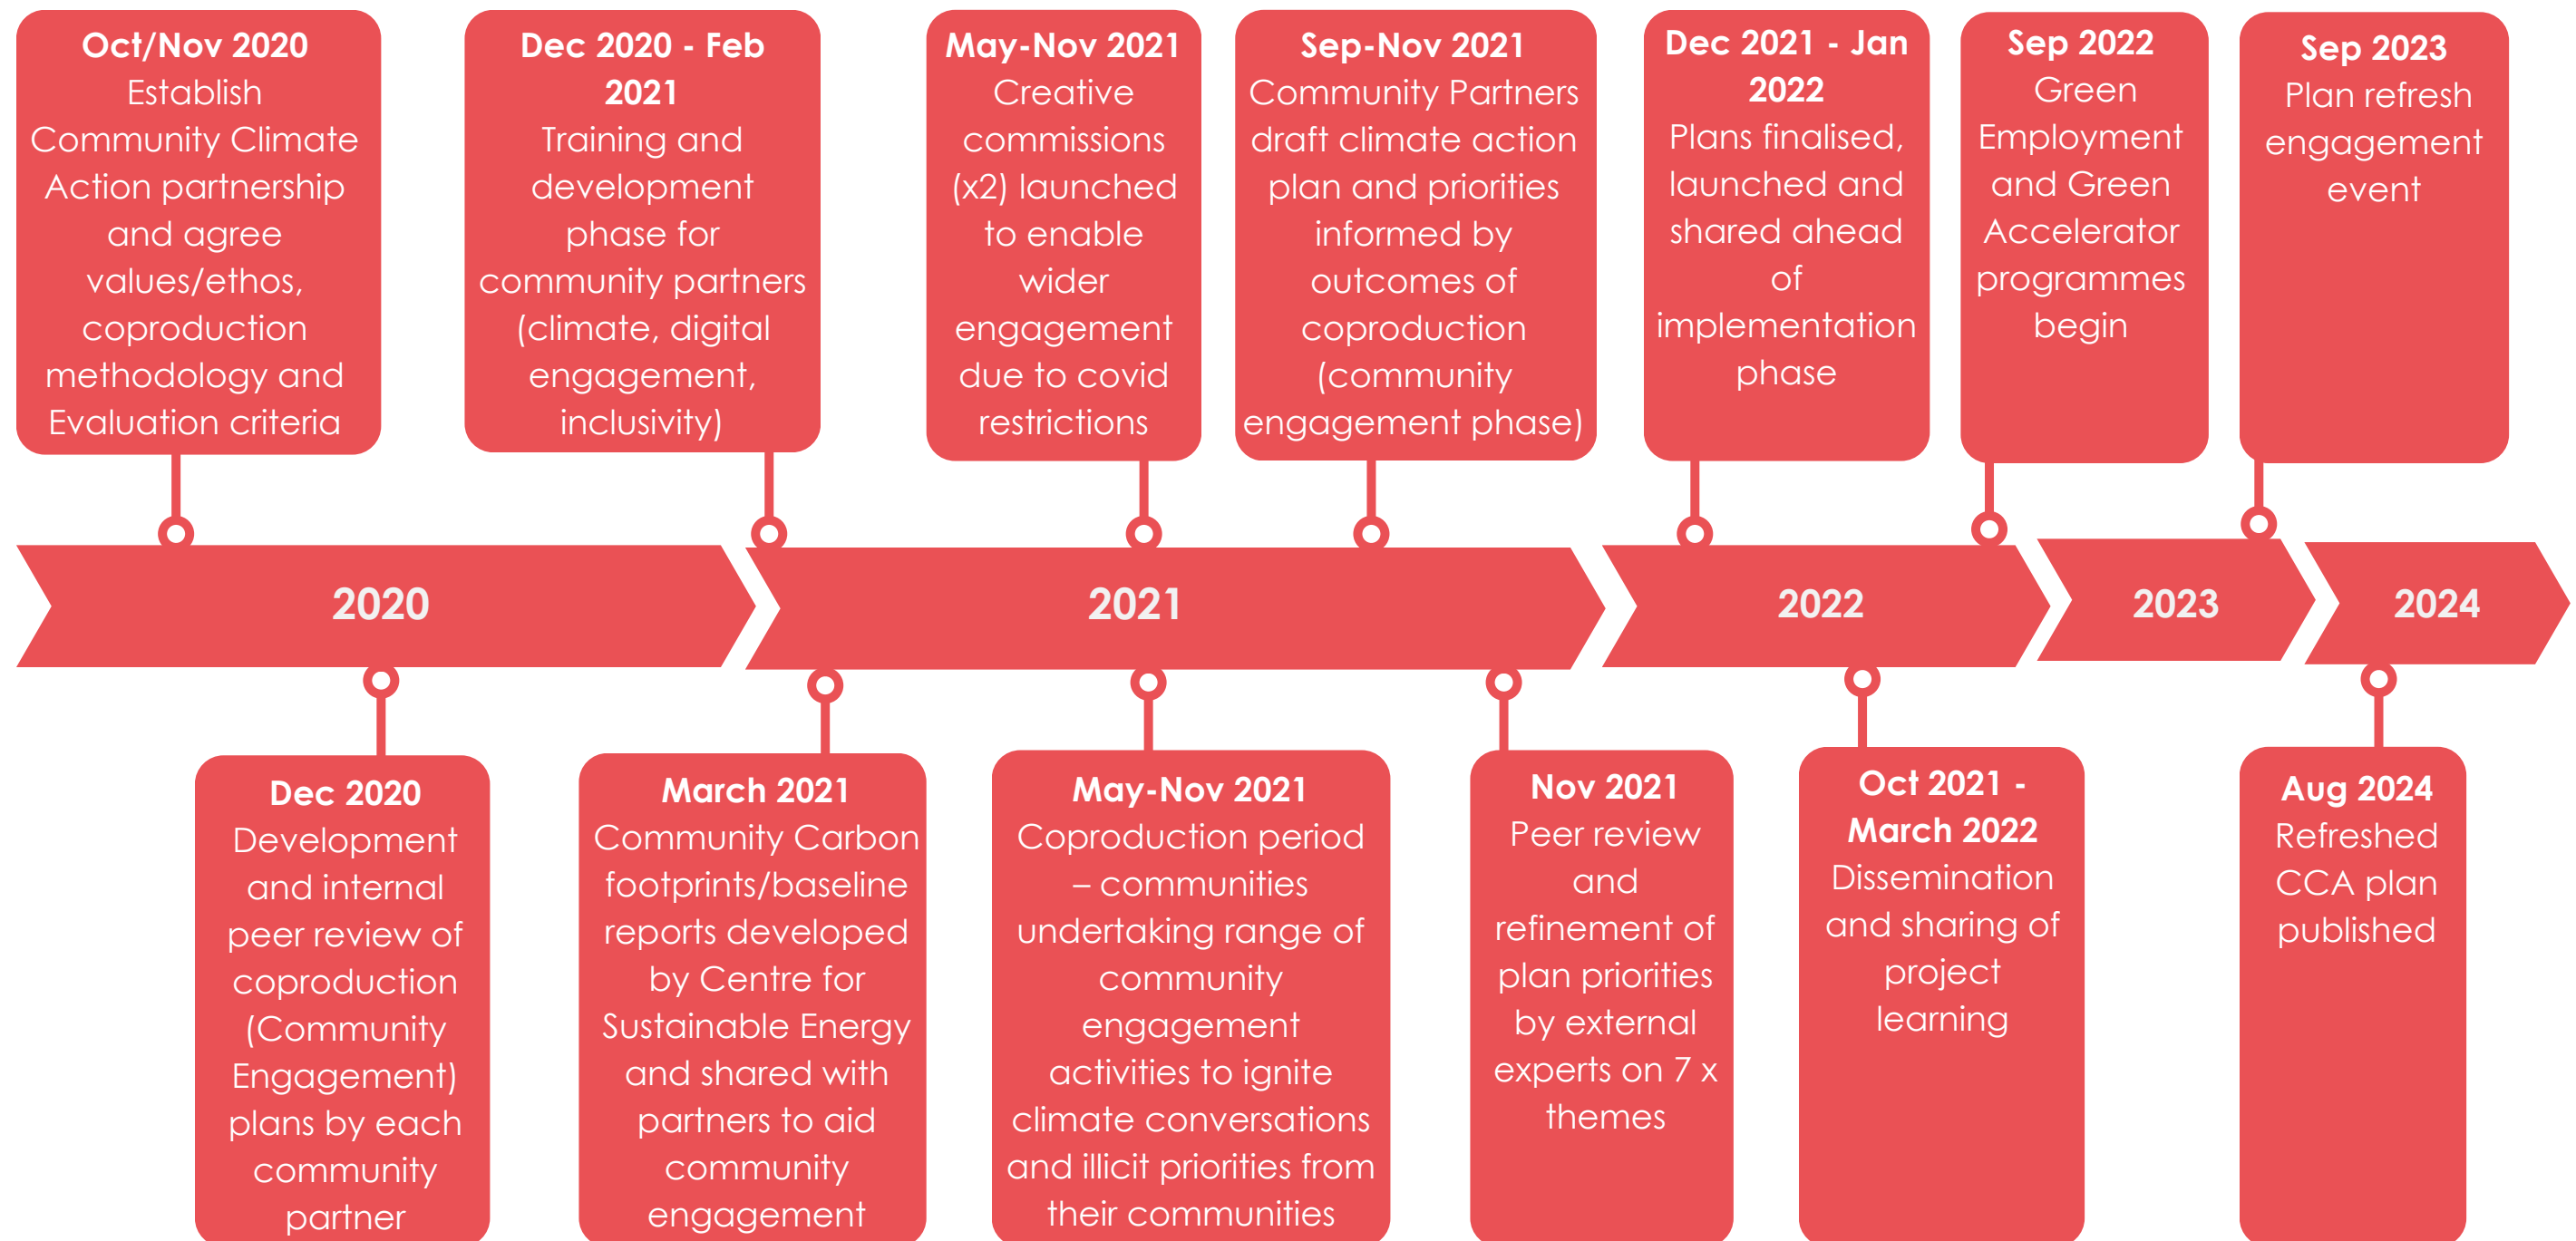 Oct/Nov 2020
Establish
Community Climate
Action partnership
and agree
values/ethos,
coproduction
methodology and
Evaluation criteria
Dec 2020 - Feb
2021
Training and
development
phase for
community partners
(climate, digital
engagement,
inclusivity)
May-Nov 2021
Creative
commissions
(x2) launched
to enable
wider
engagement
due to covid
restrictions
Sep-Nov 2021
Community Partners
draft climate action
plan and priorities
informed by
outcomes of
coproduction
(community
engagement phase)
Dec 2021 - Jan
2022
Plans finalised,
launched and
shared ahead
of
implementation
phase
Sep 2022
Green
Employment
and Green
Accelerator
programmes
begin
Sep 2023
Plan refresh
engagement
event
2020
2021
2022
2023
2024
Dec 2020
Development
and internal
peer review of
coproduction
(Community
Engagement)
plans by each
community
partner
March 2021
Community Carbon
footprints/baseline
reports developed
by Centre for
Sustainable Energy
and shared with
partners to aid
community
engagement
May-Nov 2021
Coproduction period
– communities
undertaking range of
community
engagement
activities to ignite
climate conversations
and illicit priorities from
their communities
Nov 2021
Peer review
and
refinement of
plan priorities
by external
experts on 7 x
themes
Oct 2021 -
March 2022
Dissemination
and sharing of
project
learning
Aug 2024
Refreshed
CCA plan
published